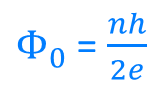 Φ₀ = nh/2e